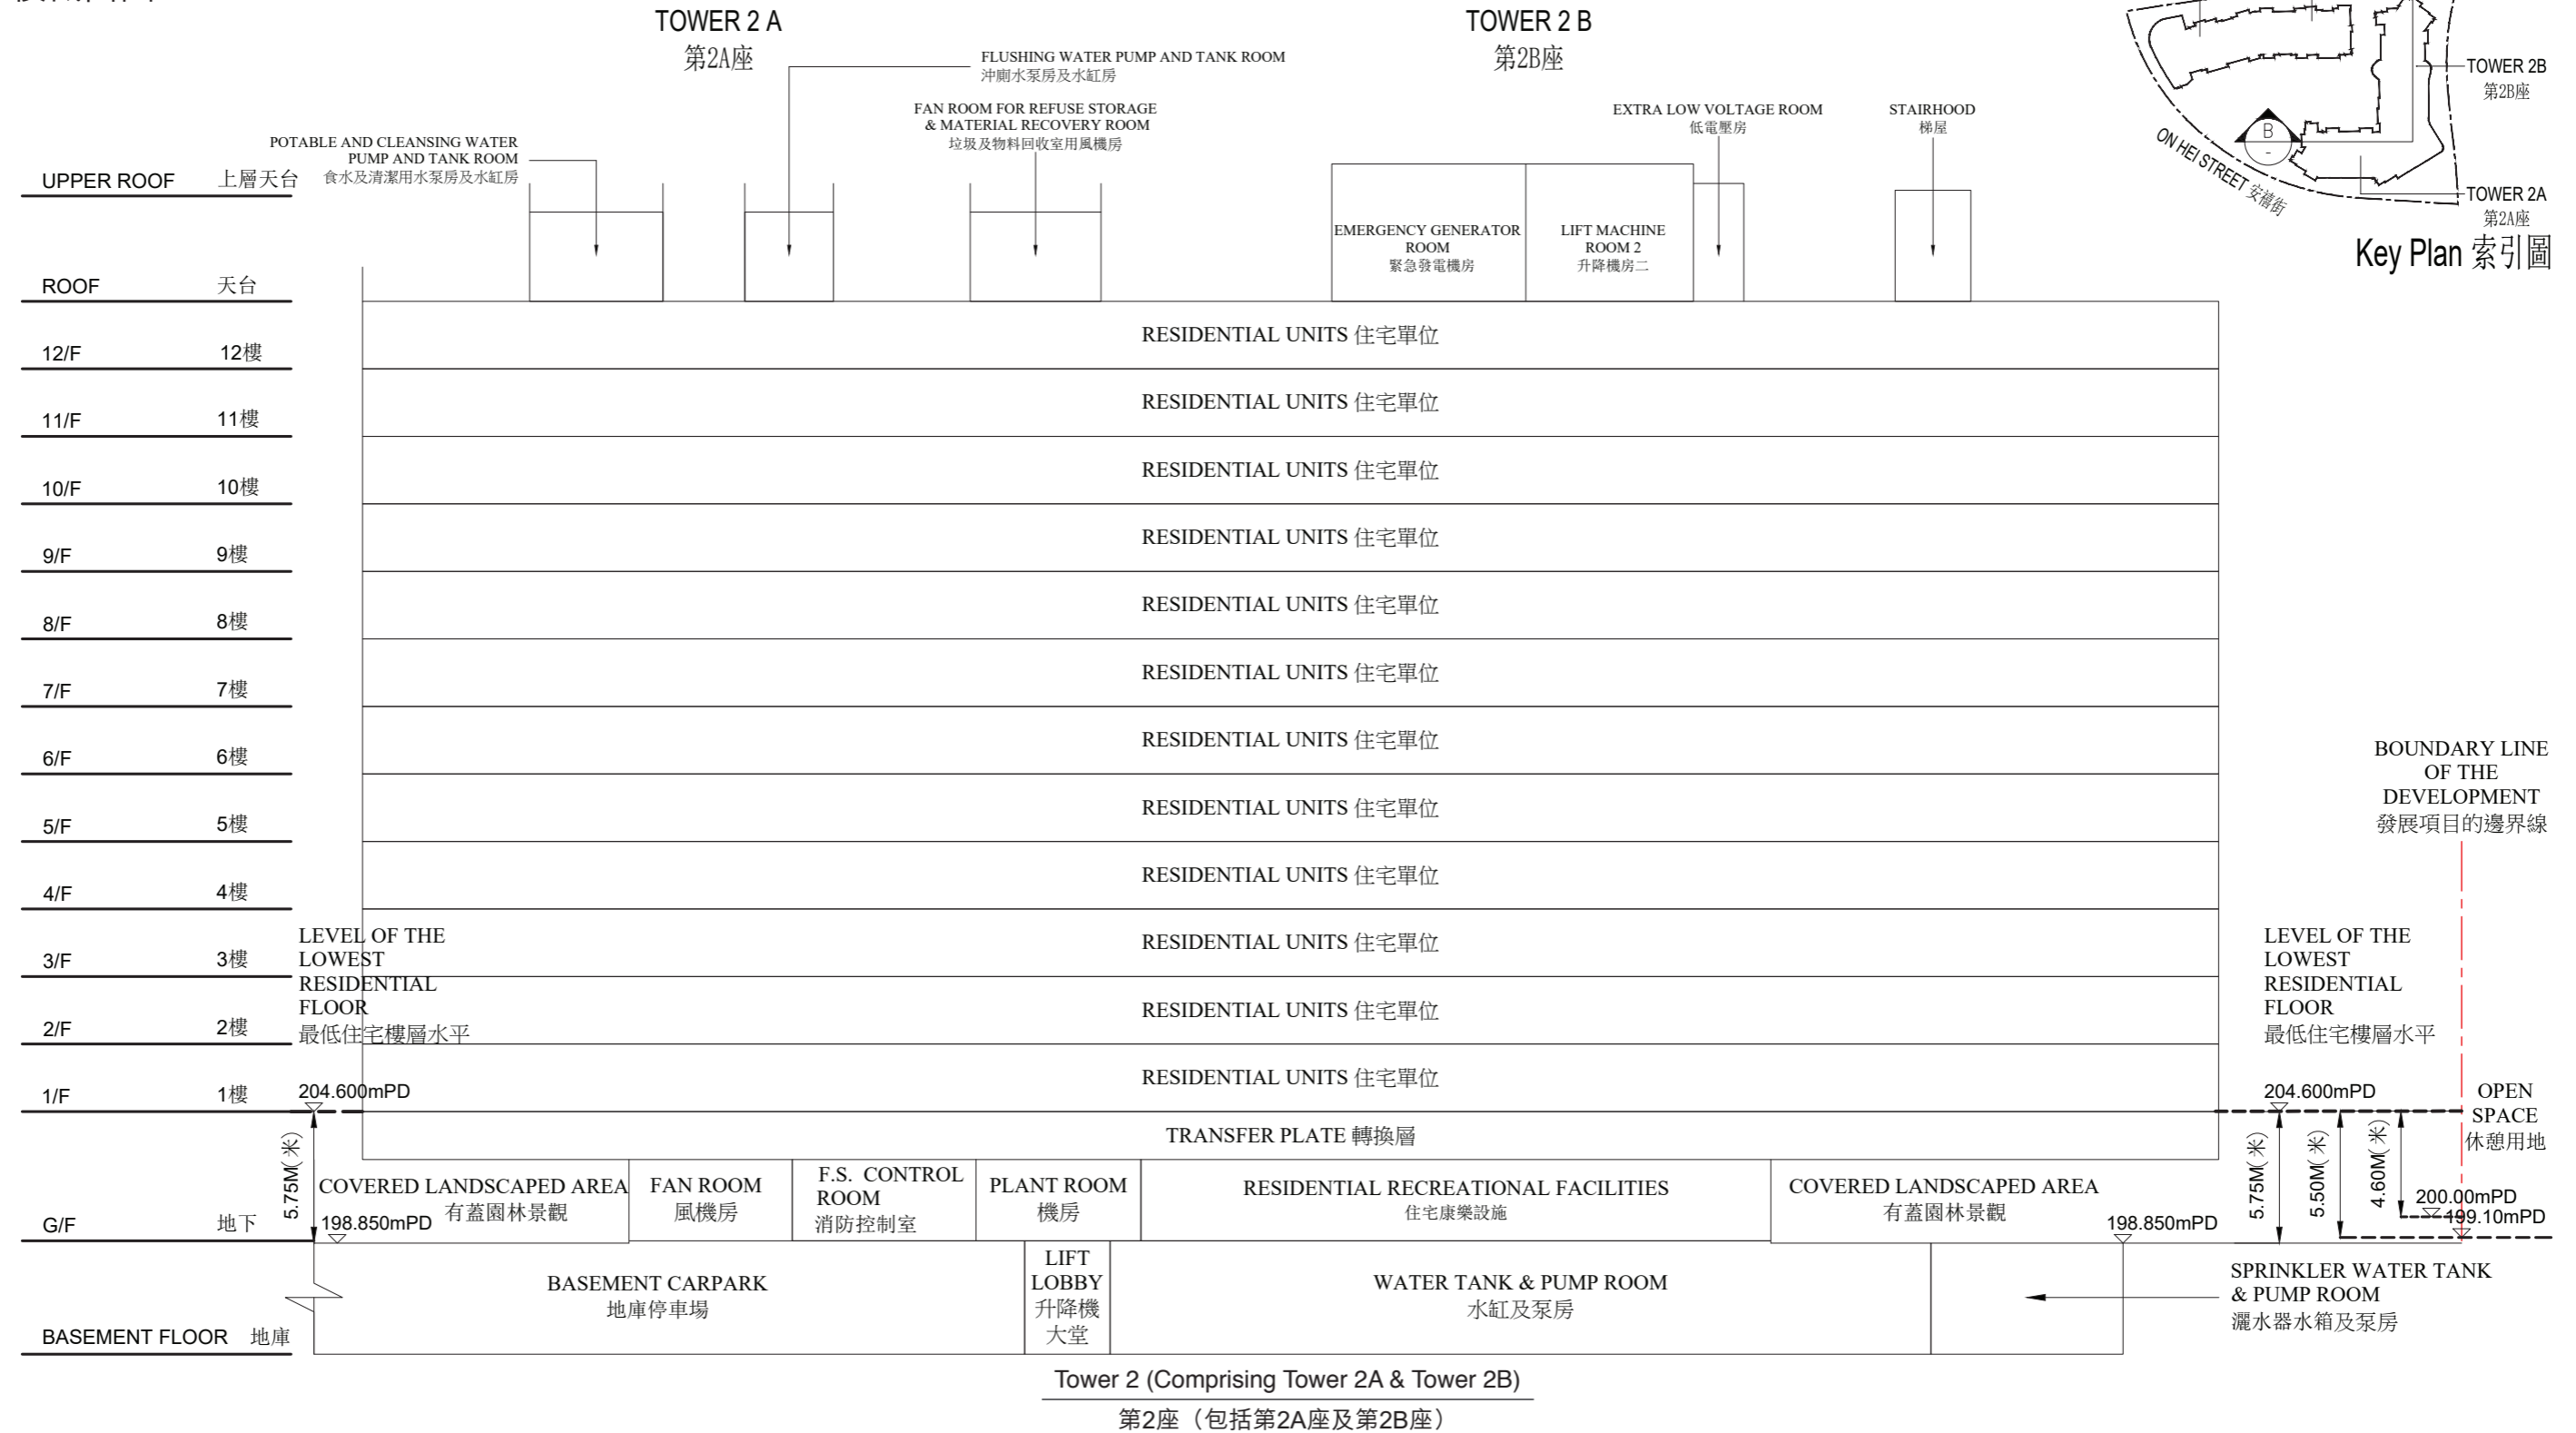 TOWER 2 A
第2A座
TOWER 2 B
第2B座
FLUSHING WATER PUMP AND TANK ROOM
沖廁水泵房及水缸房
FAN ROOM FOR REFUSE STORAGE
& MATERIAL RECOVERY ROOM
垃圾及物料回收室用風機房
POTABLE AND CLEANSING WATER
PUMP AND TANK ROOM
食水及清潔用水泵房及水缸房
EXTRA LOW VOLTAGE ROOM
低電壓房
STAIRHOOD
梯屋
EMERGENCY GENERATOR
ROOM
緊急發電機房
LIFT MACHINE
ROOM 2
升降機房二
TOWER 2B
第2B座
B
-
ON HEI STREET 安禧街
TOWER 2A
第2A座
Key Plan 索引圖
UPPER ROOF 上層天台
ROOF 天台
12/F 12樓
RESIDENTIAL UNITS 住宅單位
11/F 11樓
RESIDENTIAL UNITS 住宅單位
10/F 10樓
RESIDENTIAL UNITS 住宅單位
9/F 9樓
RESIDENTIAL UNITS 住宅單位
8/F 8樓
RESIDENTIAL UNITS 住宅單位
7/F 7樓
RESIDENTIAL UNITS 住宅單位
6/F 6樓
RESIDENTIAL UNITS 住宅單位
5/F 5樓
RESIDENTIAL UNITS 住宅單位
4/F 4樓
RESIDENTIAL UNITS 住宅單位
3/F 3樓
RESIDENTIAL UNITS 住宅單位
2/F 2樓
RESIDENTIAL UNITS 住宅單位
1/F 1樓
RESIDENTIAL UNITS 住宅單位
LEVEL OF THE
LOWEST
RESIDENTIAL
FLOOR
最低住宅樓層水平
204.600mPD
5.75M(米)
198.850mPD
BOUNDARY LINE
OF THE
DEVELOPMENT
發展項目的邊界線
LEVEL OF THE
LOWEST
RESIDENTIAL
FLOOR
最低住宅樓層水平
204.600mPD
OPEN
SPACE
休憩用地
5.75M(米)
5.50M(米)
4.60M(米)
200.00mPD
199.10mPD
198.850mPD
TRANSFER PLATE 轉換層
G/F 地下
COVERED LANDSCAPED AREA
有蓋園林景觀
FAN ROOM
風機房
F.S. CONTROL
ROOM
消防控制室
PLANT ROOM
機房
RESIDENTIAL RECREATIONAL FACILITIES
住宅康樂設施
COVERED LANDSCAPED AREA
有蓋園林景觀
BASEMENT FLOOR 地庫
BASEMENT CARPARK
地庫停車場
LIFT
LOBBY
升降機
大堂
WATER TANK & PUMP ROOM
水缸及泵房
SPRINKLER WATER TANK
& PUMP ROOM
灑水器水箱及泵房
Tower 2 (Comprising Tower 2A & Tower 2B)
第2座（包括第2A座及第2B座）